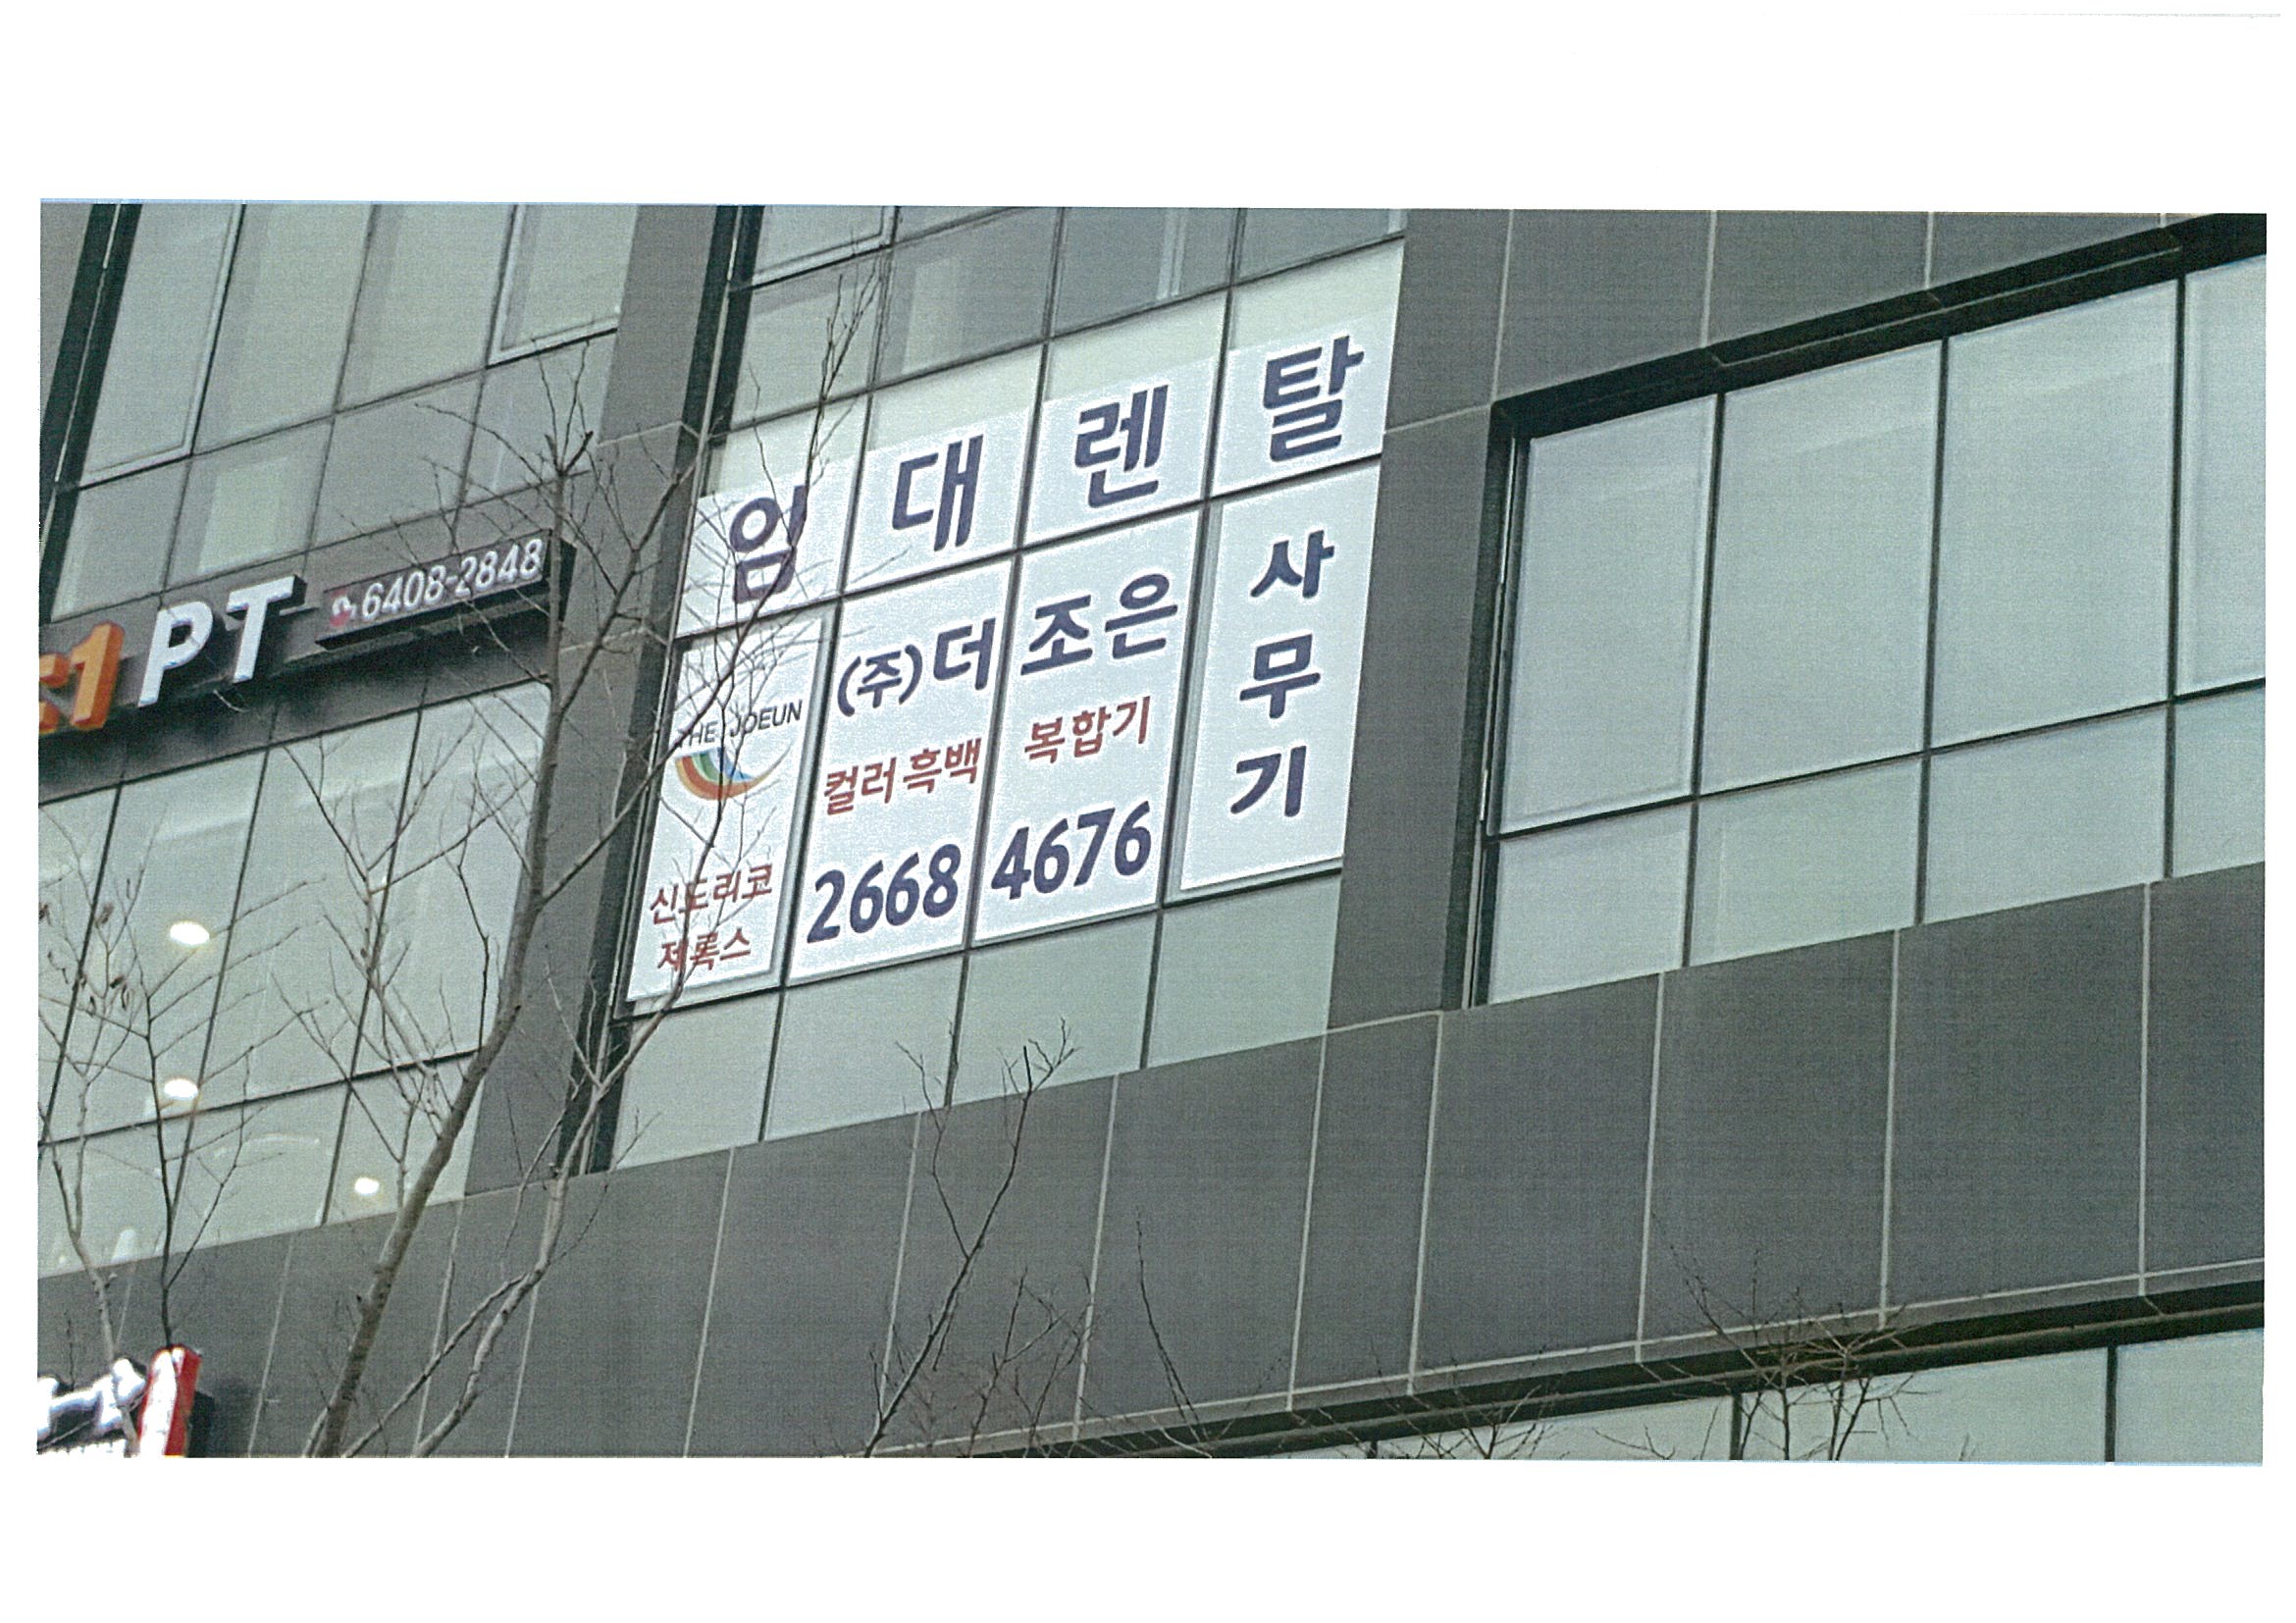 :1 PT
6408-2848
임대렌탈
THE JOEUN
(주)더조은
컬러흑백 복합기
2668 4676
신도리코
제록스
사무기